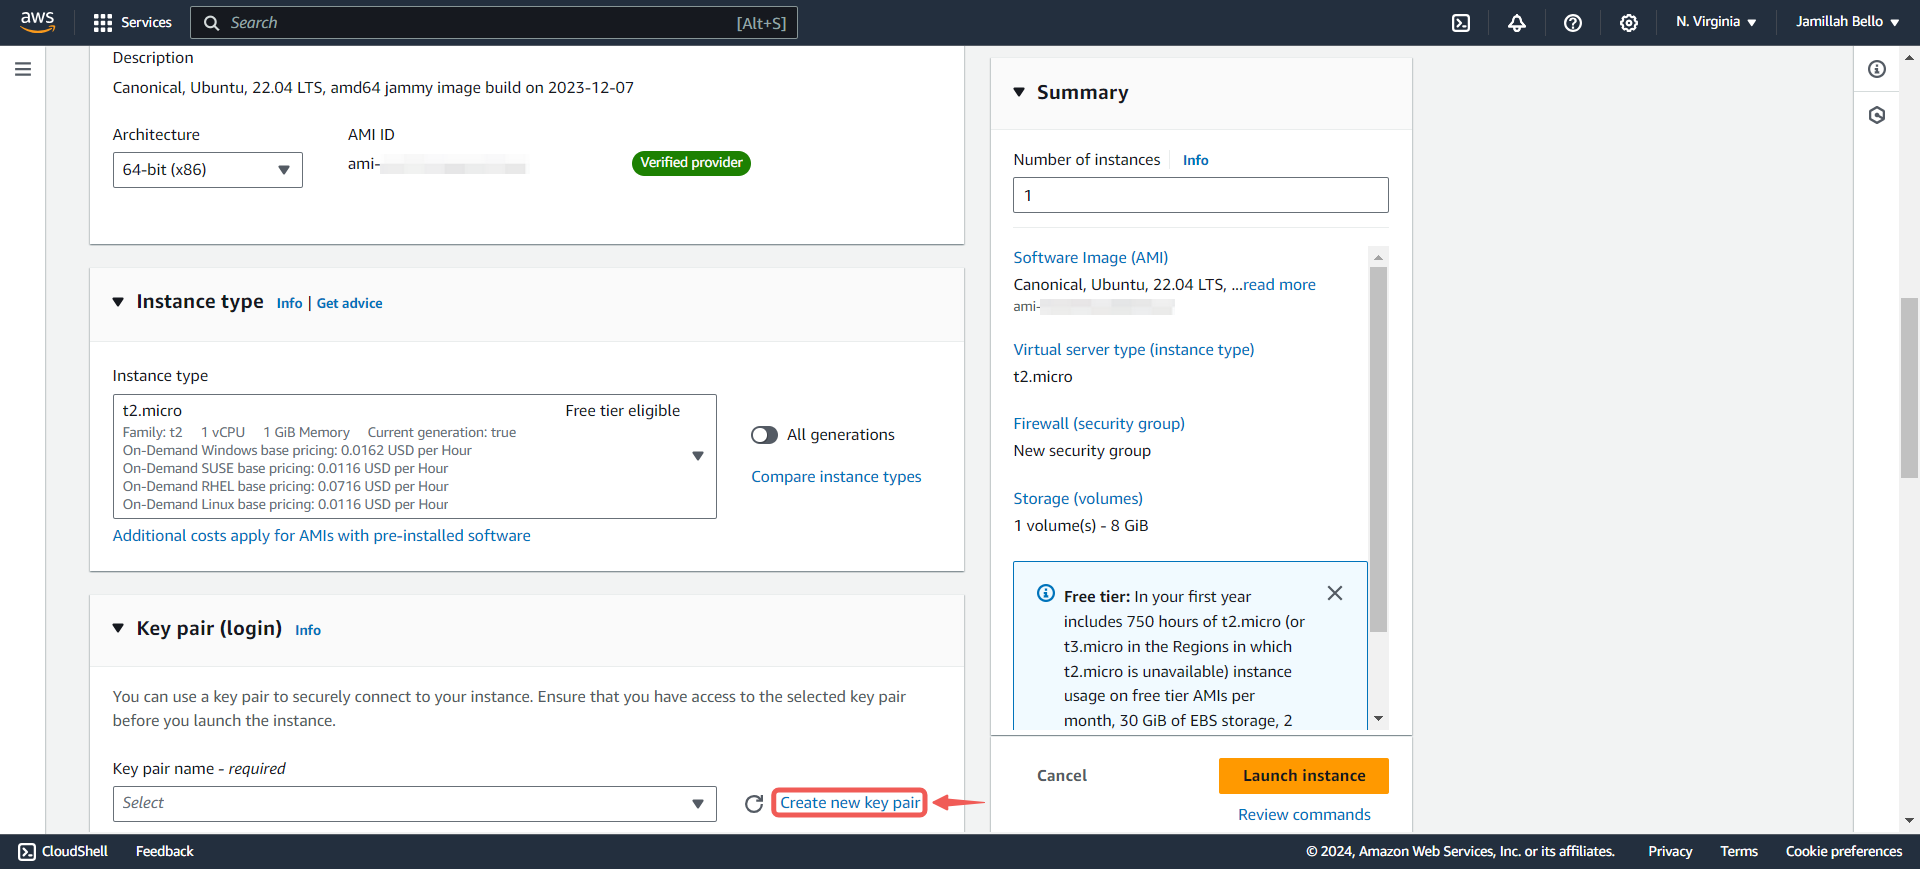 aws
Services
Search
[Alt+S]
N. Virginia
Jamillah Bello
Description
Canonical, Ubuntu, 22.04 LTS, amd64 jammy image build on 2023-12-07
Architecture
AMI ID
64-bit (x86)
ami-
Verified provider
Instance type
Info | Get advice
Instance type
t2.micro
Free tier eligible
Family: t2 1 vCPU 1 GiB Memory Current generation: true
On-Demand Windows base pricing: 0.0162 USD per Hour
On-Demand SUSE base pricing: 0.0116 USD per Hour
On-Demand RHEL base pricing: 0.0716 USD per Hour
On-Demand Linux base pricing: 0.0116 USD per Hour
All generations
Compare instance types
Additional costs apply for AMIs with pre-installed software
Key pair (login)
Info
You can use a key pair to securely connect to your instance. Ensure that you have access to the selected key pair
before you launch the instance.
Key pair name - required
Select
Create new key pair
Summary
Number of instances
Info
1
Software Image (AMI)
Canonical, Ubuntu, 22.04 LTS, ...read more
ami-
Virtual server type (instance type)
t2.micro
Firewall (security group)
New security group
Storage (volumes)
1 volume(s) - 8 GiB
Free tier: In your first year
includes 750 hours of t2.micro (or
t3.micro in the Regions in which
t2.micro is unavailable) instance
usage on free tier AMIs per
month, 30 GiB of EBS storage, 2
Cancel
Launch instance
Review commands
CloudShell
Feedback
© 2024, Amazon Web Services, Inc. or its affiliates.
Privacy
Terms
Cookie preferences